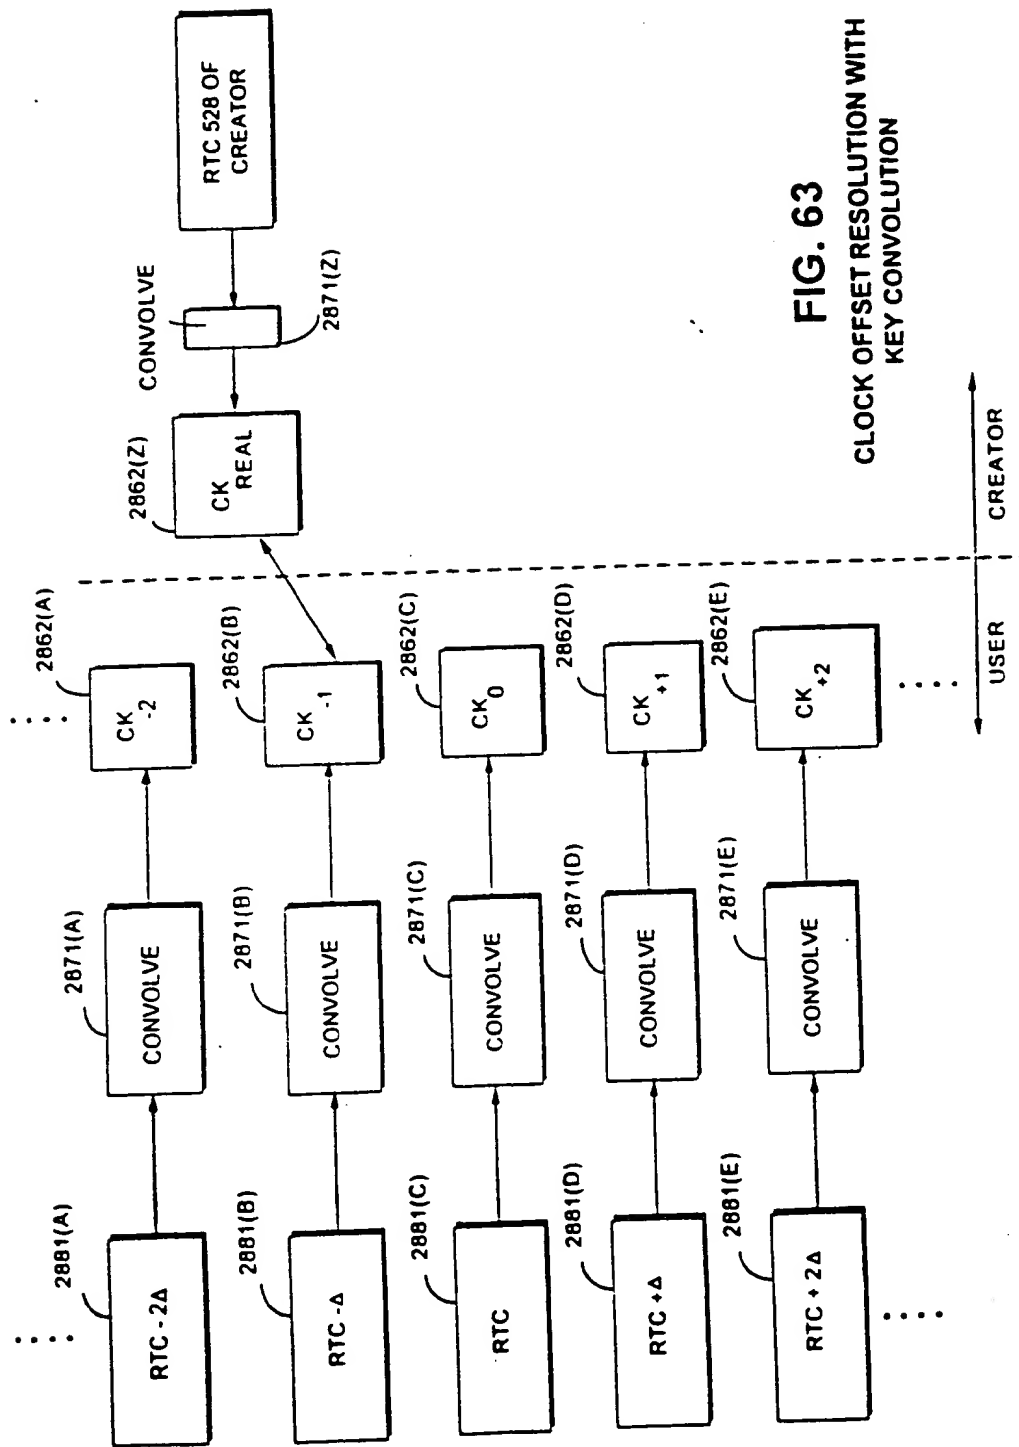 RTC 528 OF
CREATOR
CONVOLVE
2871(Z)
2862(Z)
CK REAL
2862(A)
CK -2
2871(A)
CONVOLVE
2881(A)
RTC - 2Δ
2862(B)
CK -1
2871(B)
CONVOLVE
2881(B)
RTC - Δ
2862(C)
CK 0
2871(C)
CONVOLVE
2881(C)
RTC
2862(D)
CK +1
2871(D)
CONVOLVE
2881(D)
RTC + Δ
2862(E)
CK +2
2871(E)
CONVOLVE
2881(E)
RTC + 2Δ
USER
CREATOR
FIG. 63
CLOCK OFFSET RESOLUTION WITH
KEY CONVOLUTION